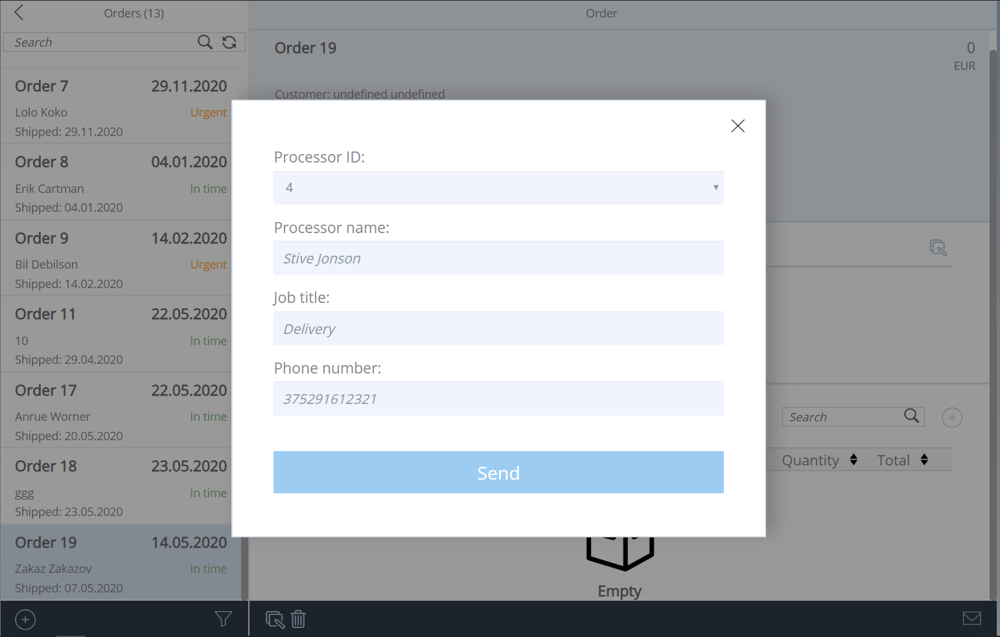 Orders (13)
Search
Order 7 29.11.2020
Lolo Koko Urgent
Shipped: 29.11.2020
Order 8 04.01.2020
Erik Cartman In time
Shipped: 04.01.2020
Order 9 14.02.2020
Bil Debilson Urgent
Shipped: 14.02.2020
Order 11 22.05.2020
10 In time
Shipped: 29.04.2020
Order 17 22.05.2020
Anrue Worner In time
Shipped: 20.05.2020
Order 18 23.05.2020
ggg In time
Shipped: 23.05.2020
Order 19 14.05.2020
Zakaz Zakazov In time
Shipped: 07.05.2020
Order
Order 19 0
EUR
Customer: undefined undefined
Processor ID:
4
Processor name:
Stive Jonson
Job title:
Delivery
Phone number:
375291612321
Send
Search
Quantity Total
Empty